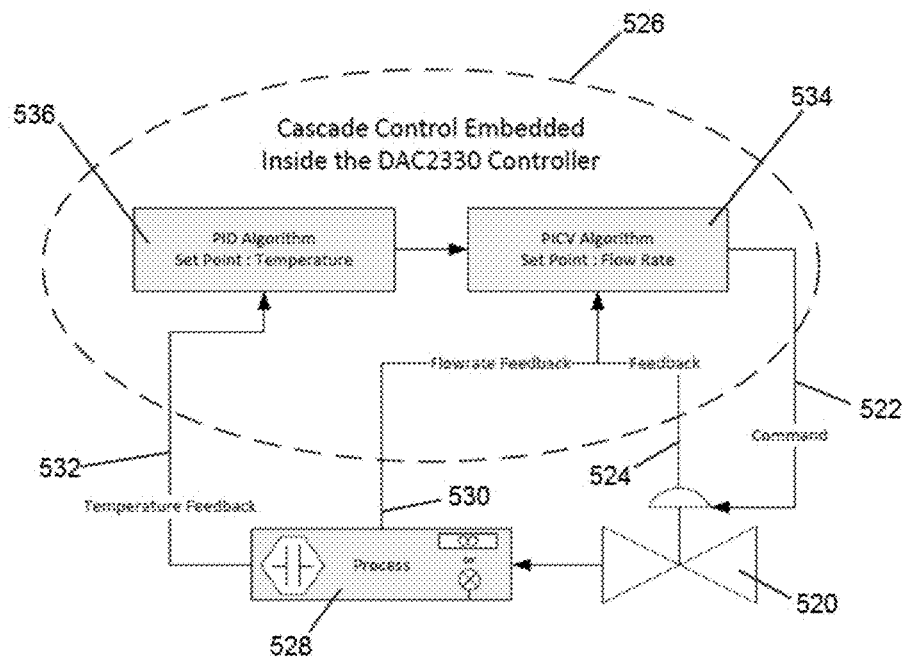 526
536
534
Cascade Control Embedded
Inside the DAC2330 Controller
PID Algorithm
Set Point : Temperature
PICV Algorithm
Set Point : Flow Rate
Flowrate Feedback
Feedback
522
Command
532
524
530
Temperature Feedback
Process
520
528